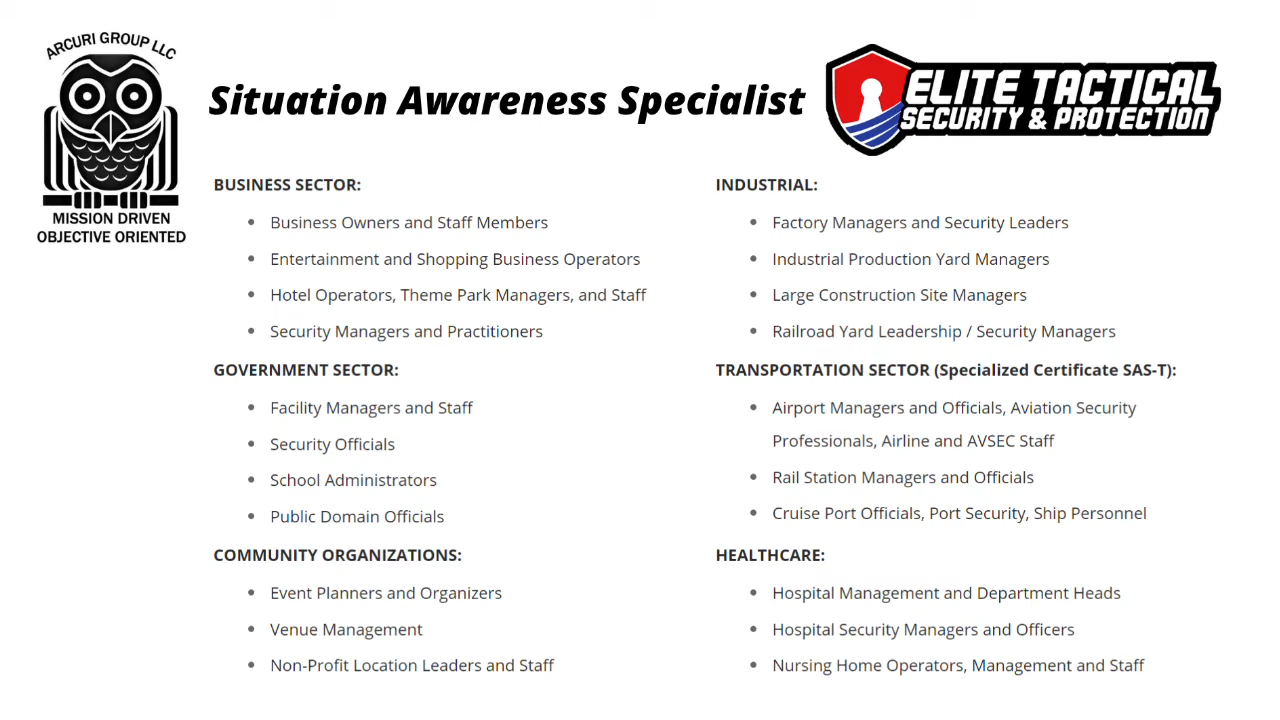 ARCURI GROUP LLC
MISSION DRIVEN
OBJECTIVE ORIENTED
Situation Awareness Specialist
ELITE TACTICAL
SECURITY & PROTECTION
BUSINESS SECTOR:
• Business Owners and Staff Members
• Entertainment and Shopping Business Operators
• Hotel Operators, Theme Park Managers, and Staff
• Security Managers and Practitioners
GOVERNMENT SECTOR:
• Facility Managers and Staff
• Security Officials
• School Administrators
• Public Domain Officials
COMMUNITY ORGANIZATIONS:
• Event Planners and Organizers
• Venue Management
• Non-Profit Location Leaders and Staff
INDUSTRIAL:
• Factory Managers and Security Leaders
• Industrial Production Yard Managers
• Large Construction Site Managers
• Railroad Yard Leadership / Security Managers
TRANSPORTATION SECTOR (Specialized Certificate SAS-T):
• Airport Managers and Officials, Aviation Security
Professionals, Airline and AVSEC Staff
• Rail Station Managers and Officials
• Cruise Port Officials, Port Security, Ship Personnel
HEALTHCARE:
• Hospital Management and Department Heads
• Hospital Security Managers and Officers
• Nursing Home Operators, Management and Staff